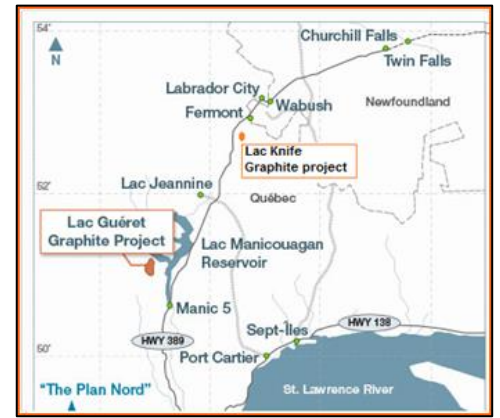 54'
Churchill Falls
N
Twin Falls
Labrador City
Wabush
Newfoundland
Fermont
Lac Knife
Graphite project
Lac Jeannine
52'
Québec
Lac Guéret
Graphite Project
Lac Manicouagan
Reservoir
Manic 5
Sept-Îles
HWY 138
HWY 389
50'
Port Cartier
"The Plan Nord"
St. Lawrence River